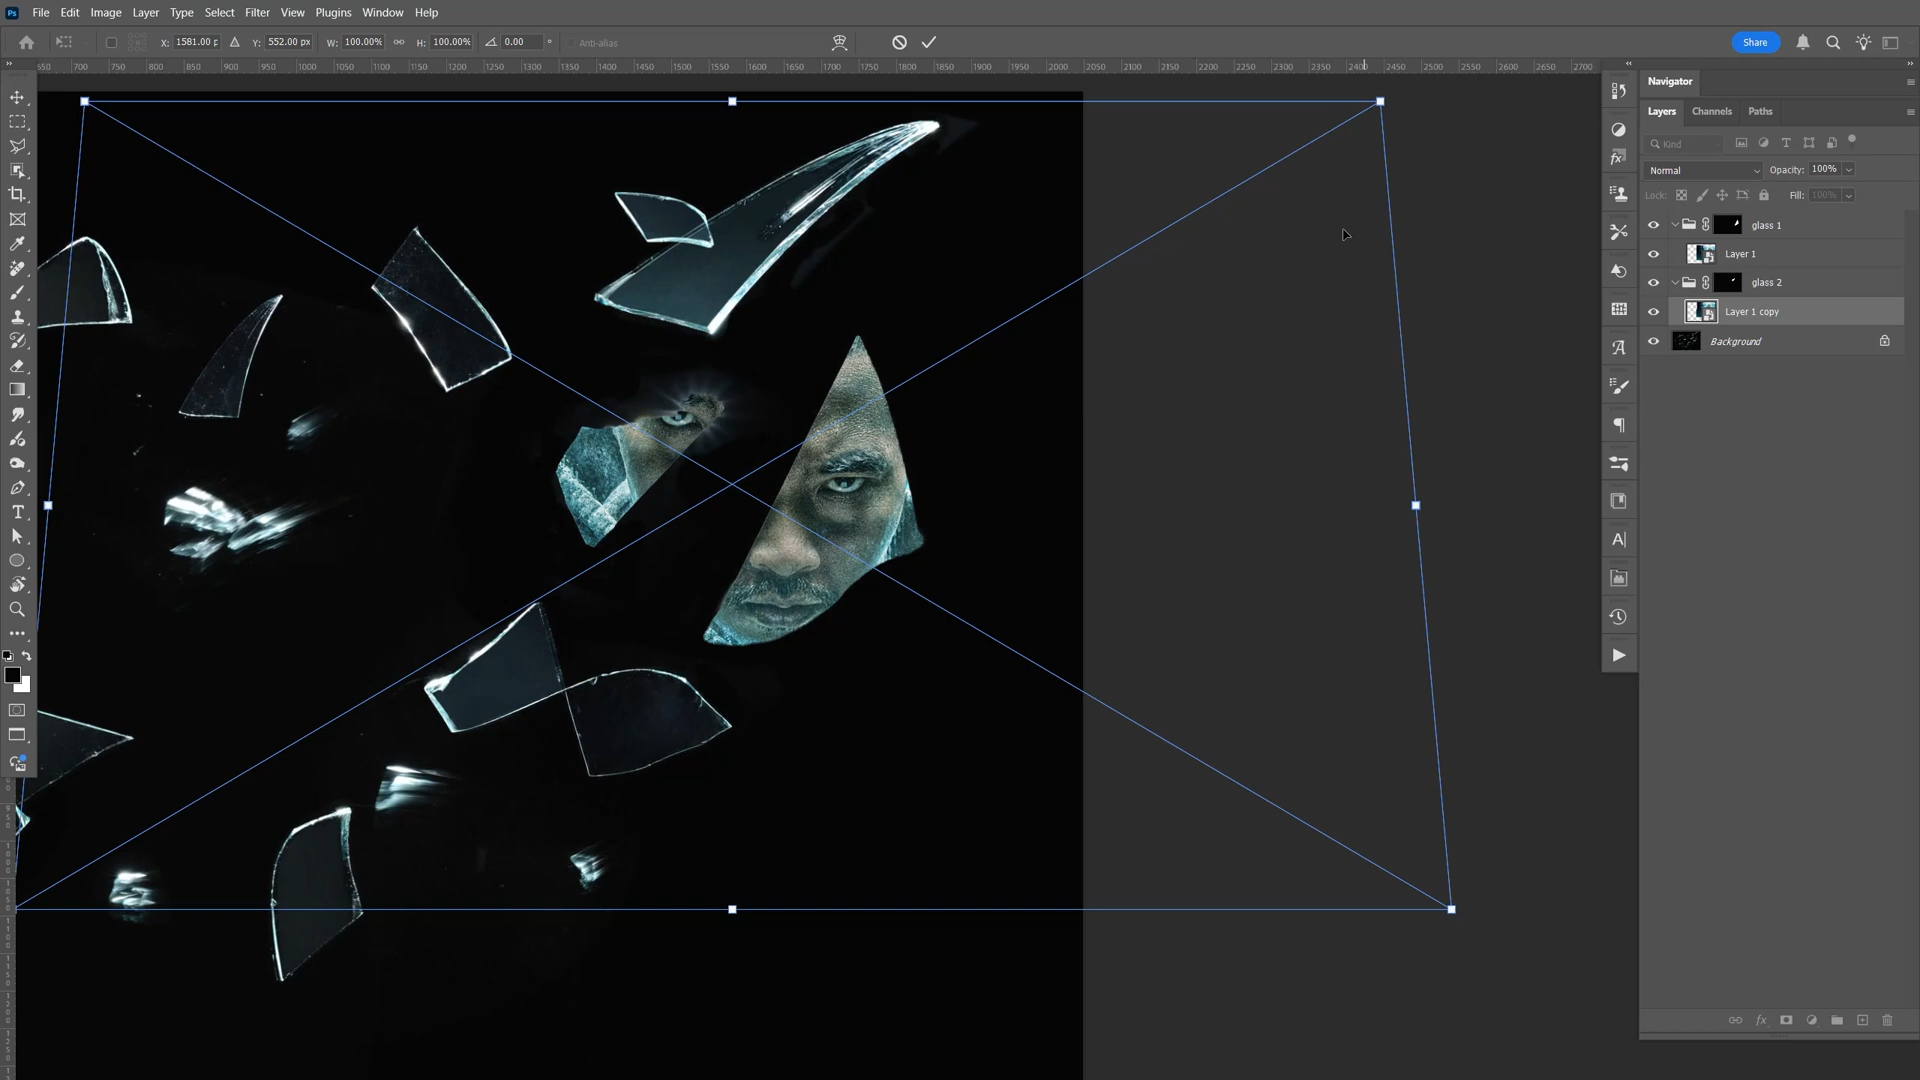 Ps File Edit Image Layer Type Select Filter View Plugins Window Help
X: 1581.00 p Y: 552.00 px W: 100.00% H: 100.00% 0.00 ° Anti-alias Share
650 700 750 800 850 900 950 1000 1050 1100 1150 1200 1250 1300 1350 1400 1450 1500 1550 1600 1650 1700 1750 1800 1850 1900 1950 2000 2050 2100 2150 2200 2250 2300 2350 2400 2450 2500 2550 2600 2650 2700
Navigator
Layers Channels Paths
Kind
Normal Opacity: 100%
Lock: Fill: 100%
glass 1
Layer 1
glass 2
Layer 1 copy
Background